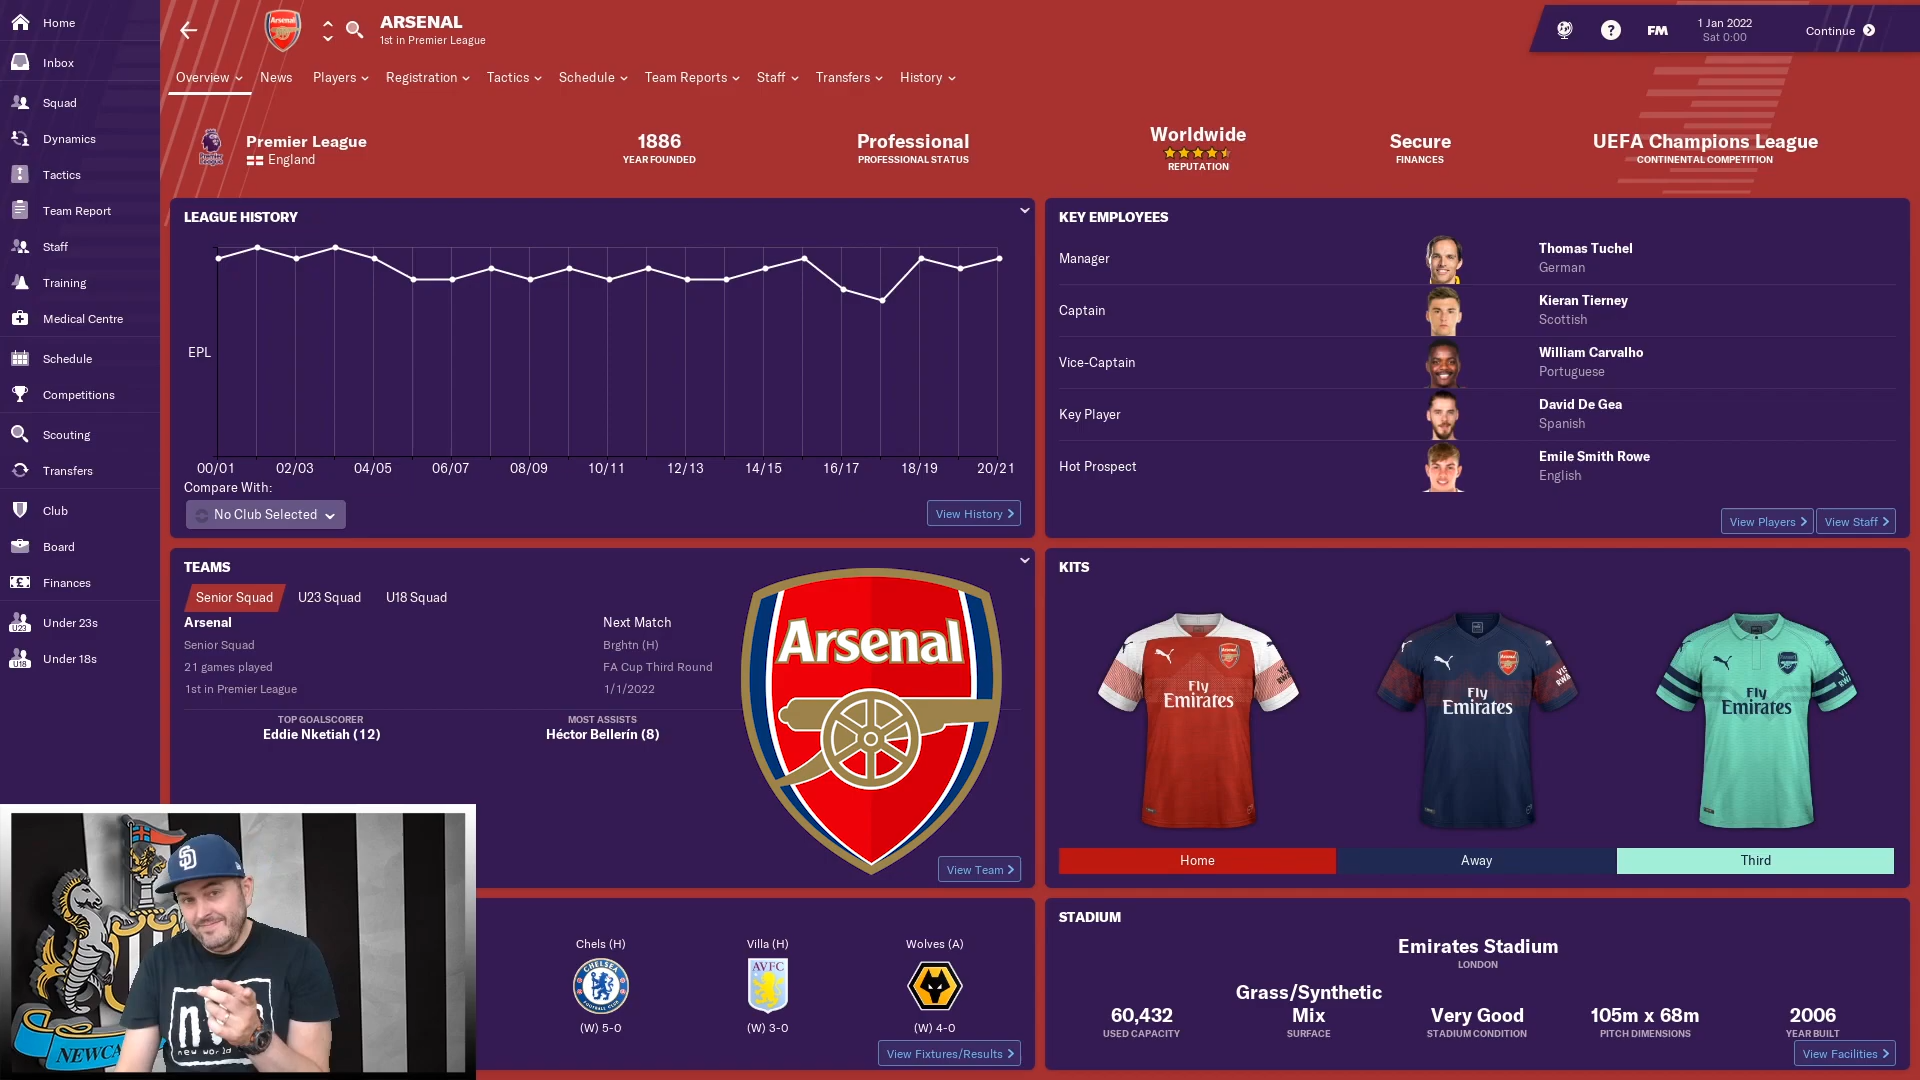 Home
Inbox
Squad
Dynamics
Tactics
Team Report
Staff
Training
Medical Centre
Schedule
Competitions
Scouting
Transfers
Club
Board
Finances
U23
Under 23s
U18
Under 18s
Arsenal
ARSENAL
1st in Premier League
?
FM
1 Jan 2022
Sat 0:00
Continue
Overview
News
Players
Registration
Tactics
Schedule
Team Reports
Staff
Transfers
History
Premier League
England
1886
YEAR FOUNDED
Professional
PROFESSIONAL STATUS
Worldwide
REPUTATION
Secure
FINANCES
UEFA Champions League
CONTINENTAL COMPETITION
LEAGUE HISTORY
EPL
00/01 02/03 04/05 06/07 08/09 10/11 12/13 14/15 16/17 18/19 20/21
Compare With:
No Club Selected
View History
KEY EMPLOYEES
Manager
Thomas Tuchel
German
Captain
Kieran Tierney
Scottish
Vice-Captain
William Carvalho
Portuguese
Key Player
David De Gea
Spanish
Hot Prospect
Emile Smith Rowe
English
View Players
View Staff
TEAMS
Senior Squad
U23 Squad
U18 Squad
Arsenal
Senior Squad
21 games played
1st in Premier League
Next Match
Brghtn (H)
FA Cup Third Round
1/1/2022
TOP GOALSCORER
Eddie Nketiah (12)
MOST ASSISTS
Héctor Bellerín (8)
Arsenal
View Team
KITS
Fly
Emirates
Fly
Emirates
Fly
Emirates
Home
Away
Third
Chels (H)
CHELSEA
FOOTBALL CLUB
(W) 5-0
Villa (H)
AVFC
(W) 3-0
Wolves (A)
(W) 4-0
View Fixtures/Results
STADIUM
Emirates Stadium
LONDON
60,432
USED CAPACITY
Grass/Synthetic
Mix
SURFACE
Very Good
STADIUM CONDITION
105m x 68m
PITCH DIMENSIONS
2006
YEAR BUILT
View Facilities
SD
NEWCA
new world